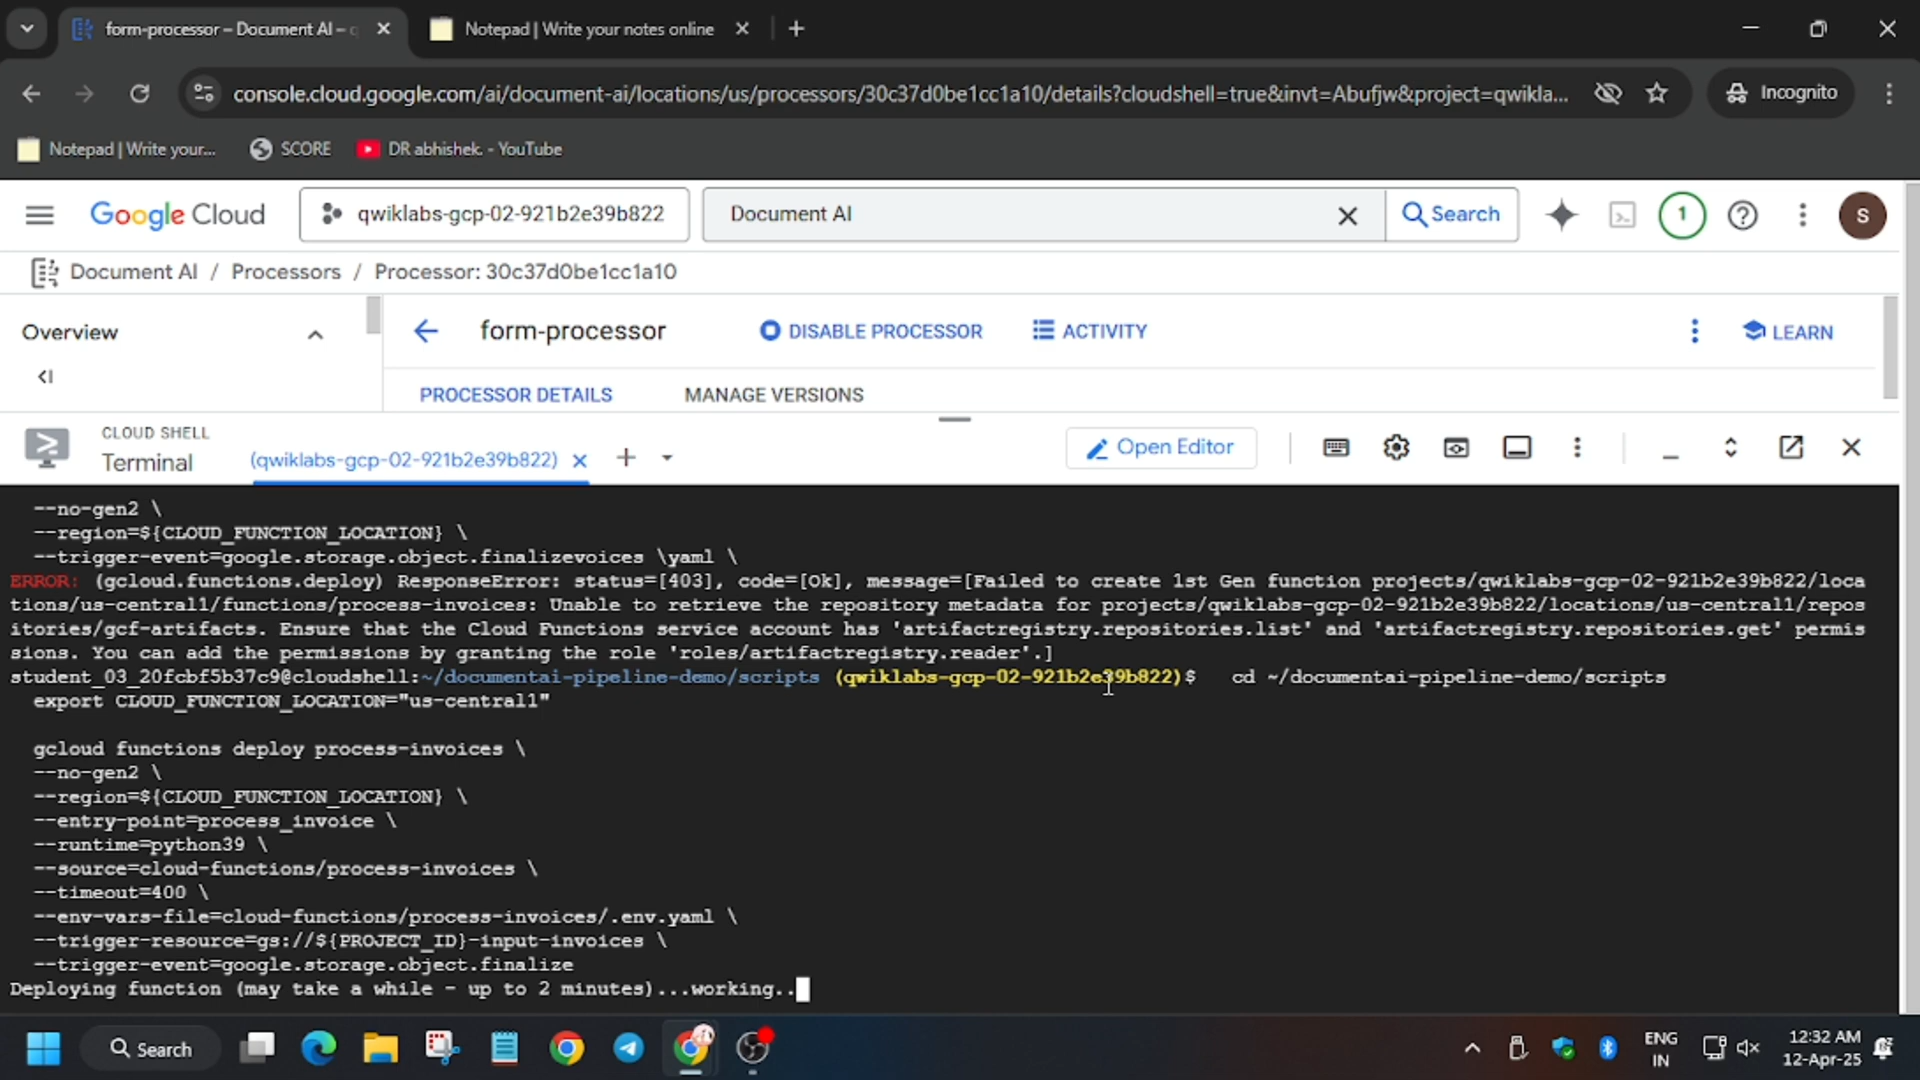 form-processor – Document AI –
Notepad | Write your notes online
console.cloud.google.com/ai/document-ai/locations/us/processors/30c37d0be1cc1a10/details?cloudshell=true&invt=Abufjw&project=qwikla...
Incognito
Notepad | Write your...
SCORE
DR abhishek. - YouTube
Google Cloud
qwiklabs-gcp-02-921b2e39b822
Document AI
Search
1
S
Document AI / Processors / Processor: 30c37d0be1cc1a10
Overview
form-processor
DISABLE PROCESSOR
ACTIVITY
LEARN
PROCESSOR DETAILS
MANAGE VERSIONS
CLOUD SHELL
Terminal
(qwiklabs-gcp-02-921b2e39b822)
Open Editor
--no-gen2 \
--region=${CLOUD_FUNCTION_LOCATION} \
--trigger-event=google.storage.object.finalizevoices \yaml \
ERROR: (gcloud.functions.deploy) ResponseError: status=[403], code=[Ok], message=[Failed to create 1st Gen function projects/qwiklabs-gcp-02-921b2e39b822/loca
tions/us-central1/functions/process-invoices: Unable to retrieve the repository metadata for projects/qwiklabs-gcp-02-921b2e39b822/locations/us-central1/repos
itories/gcf-artifacts. Ensure that the Cloud Functions service account has 'artifactregistry.repositories.list' and 'artifactregistry.repositories.get' permis
sions. You can add the permissions by granting the role 'roles/artifactregistry.reader'.]
student_03_20fcbf5b37c9@cloudshell:~/documentai-pipeline-demo/scripts (qwiklabs-gcp-02-921b2e39b822)$ cd ~/documentai-pipeline-demo/scripts
export CLOUD_FUNCTION_LOCATION="us-central1"
gcloud functions deploy process-invoices \
--no-gen2 \
--region=${CLOUD_FUNCTION_LOCATION} \
--entry-point=process_invoice \
--runtime=python39 \
--source=cloud-functions/process-invoices \
--timeout=400 \
--env-vars-file=cloud-functions/process-invoices/.env.yaml \
--trigger-resource=gs://${PROJECT_ID}-input-invoices \
--trigger-event=google.storage.object.finalize
Deploying function (may take a while - up to 2 minutes)...working..
Search
ENG
IN
12:32 AM
12-Apr-25